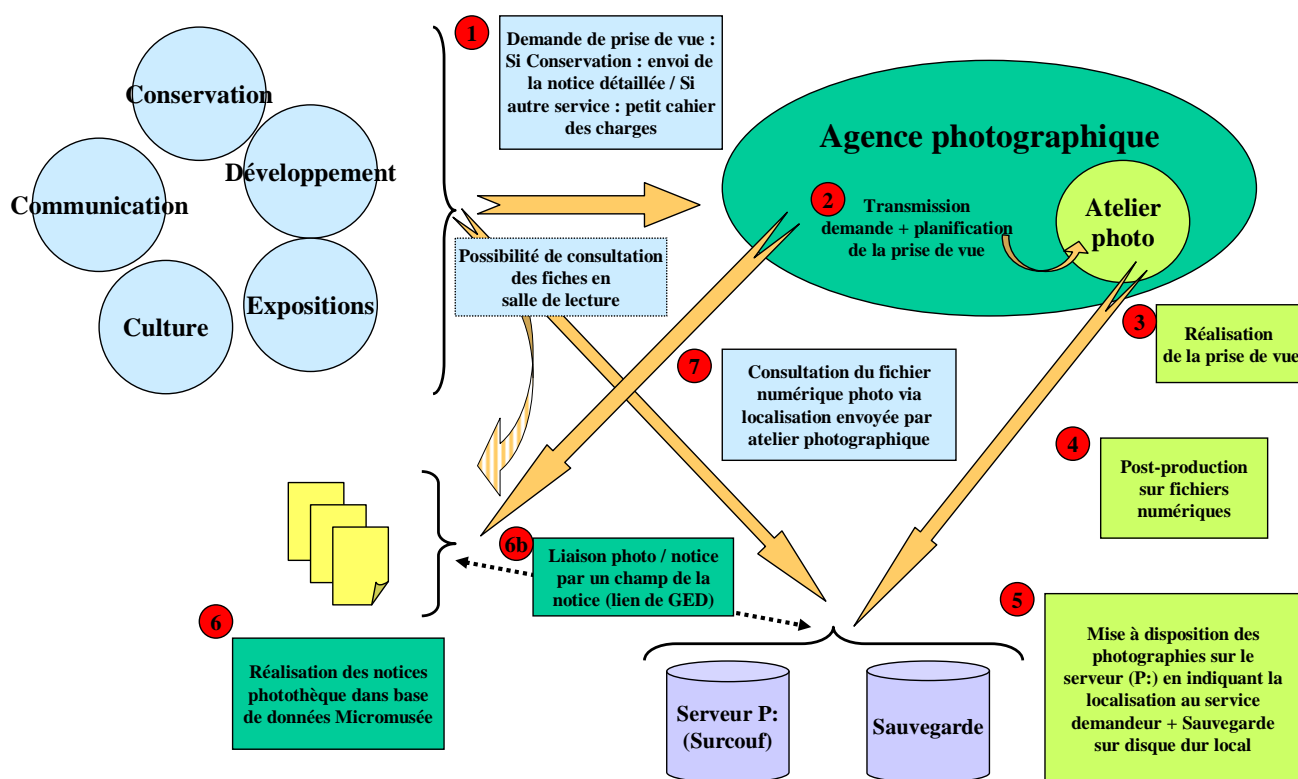 Conservation
Développement
Communication
Expositions
Culture
1
Demande de prise de vue :
Si Conservation : envoi de
la notice détaillée / Si
autre service : petit cahier
des charges
Agence photographique
2
Transmission
demande + planification
de la prise de vue
Atelier
photo
Possibilité de consultation
des fiches en
salle de lecture
3
Réalisation
de la prise de vue
7
Consultation du fichier
numérique photo via
localisation envoyée par
atelier photographique
4
Post-production
sur fichiers
numériques
6b
Liaison photo / notice
par un champ de la
notice (lien de GED)
5
Mise à disposition des
photographies sur le
serveur (P:) en indiquant la
localisation au service
demandeur + Sauvegarde
sur disque dur local
6
Réalisation des notices
photothèque dans base
de données Micromusée
Serveur P:
(Surcouf)
Sauvegarde